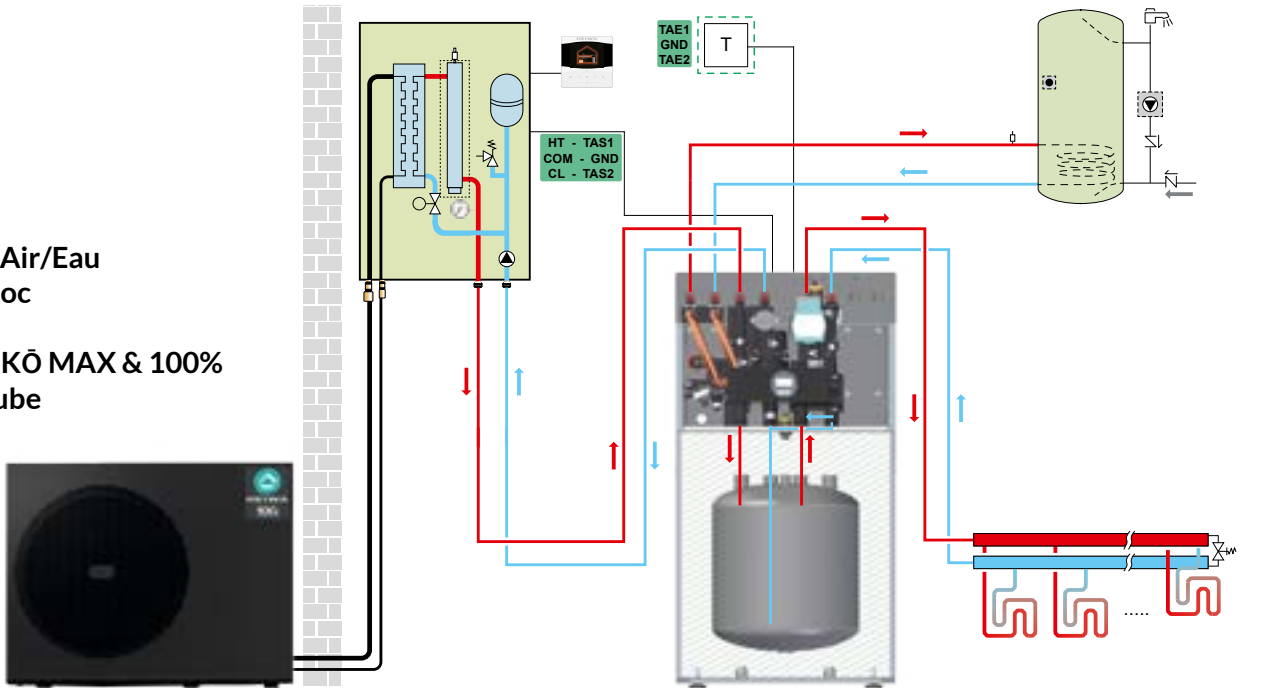 TAE1
GND
TAE2
T
HT - TAS1
COM - GND
CL - TAS2
Air/Eau
oc
KŌ MAX & 100%
ube